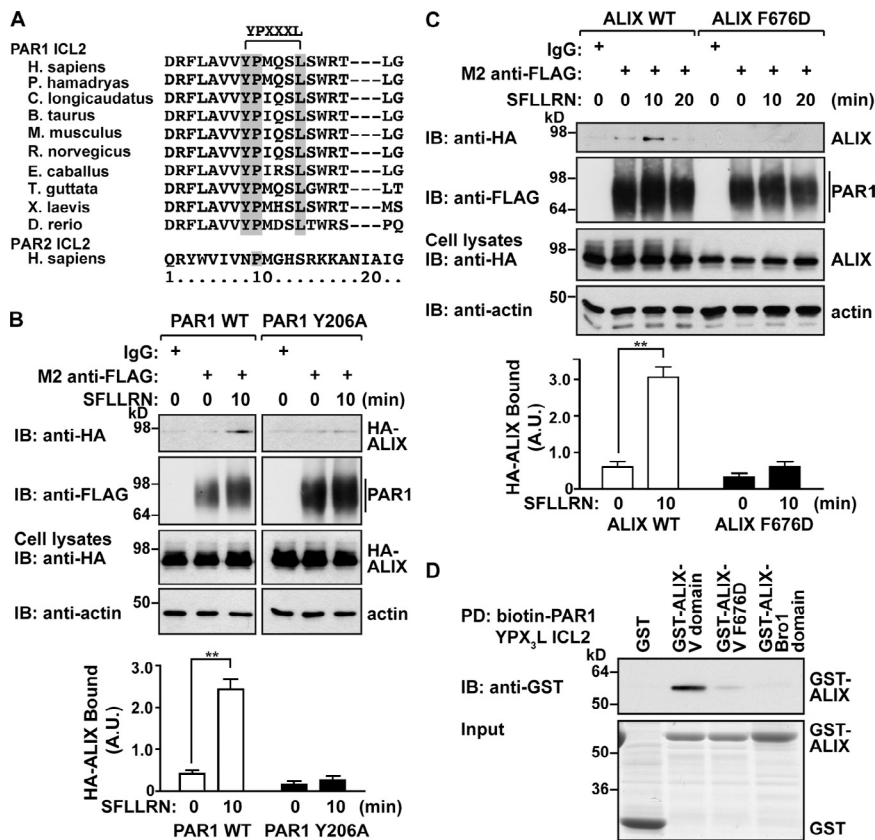 A
YPXXXL
PAR1 ICL2
H. sapiens DRFLAVVYPMQSLSWRT---LG
P. hamadryas DRFLAVVYPMQSLSWRT---LG
C. longicaudatus DRFLAVVYPIQSLSWRT---LG
B. taurus DRFLAVVYPIQSLSWRT---LG
M. musculus DRFLAVVYPIQSLSWRT---LG
R. norvegicus DRFLAVVYPIQSLSWRT---LG
E. caballus DRFLAVVYPIRSLSWRT---LG
T. guttata DRFLAVVYPMQSLGWRT---LT
X. laevis DRFLAVVYPMHSLSWRT---MS
D. rerio DRFLAVVYPMDSLTWRS---PQ
PAR2 ICL2
H. sapiens QRYWVIVNPMGHSRKKANIAIG
1........10........20..
B
PAR1 WT PAR1 Y206A
IgG: + +
M2 anti-FLAG: + + + +
SFLLRN: 0 0 10 0 0 10 (min)
kD
IB: anti-HA 98 HA-ALIX
IB: anti-FLAG 98 64 PAR1
Cell lysates
IB: anti-HA 98 HA-ALIX
IB: anti-actin 50 actin
HA-ALIX Bound (A.U.)
3.0
2.0
1.0
0
**
SFLLRN: 0 10 0 10 (min)
PAR1 WT PAR1 Y206A
C
ALIX WT ALIX F676D
IgG: + +
M2 anti-FLAG: + + + + + +
SFLLRN: 0 0 10 20 0 0 10 20 (min)
kD
IB: anti-HA 98 ALIX
IB: anti-FLAG 98 64 PAR1
Cell lysates
IB: anti-HA 98 ALIX
IB: anti-actin 50 actin
HA-ALIX Bound (A.U.)
3.0
2.0
1.0
0
**
SFLLRN: 0 10 0 10 (min)
ALIX WT ALIX F676D
D
PD: biotin-PAR1
YPX3L ICL2
GST
GST-ALIX-V domain
GST-ALIX-V F676D
GST-ALIX-Bro1 domain
kD
IB: anti-GST 64 50 GST-ALIX
Input 50 36 GST-ALIX
GST